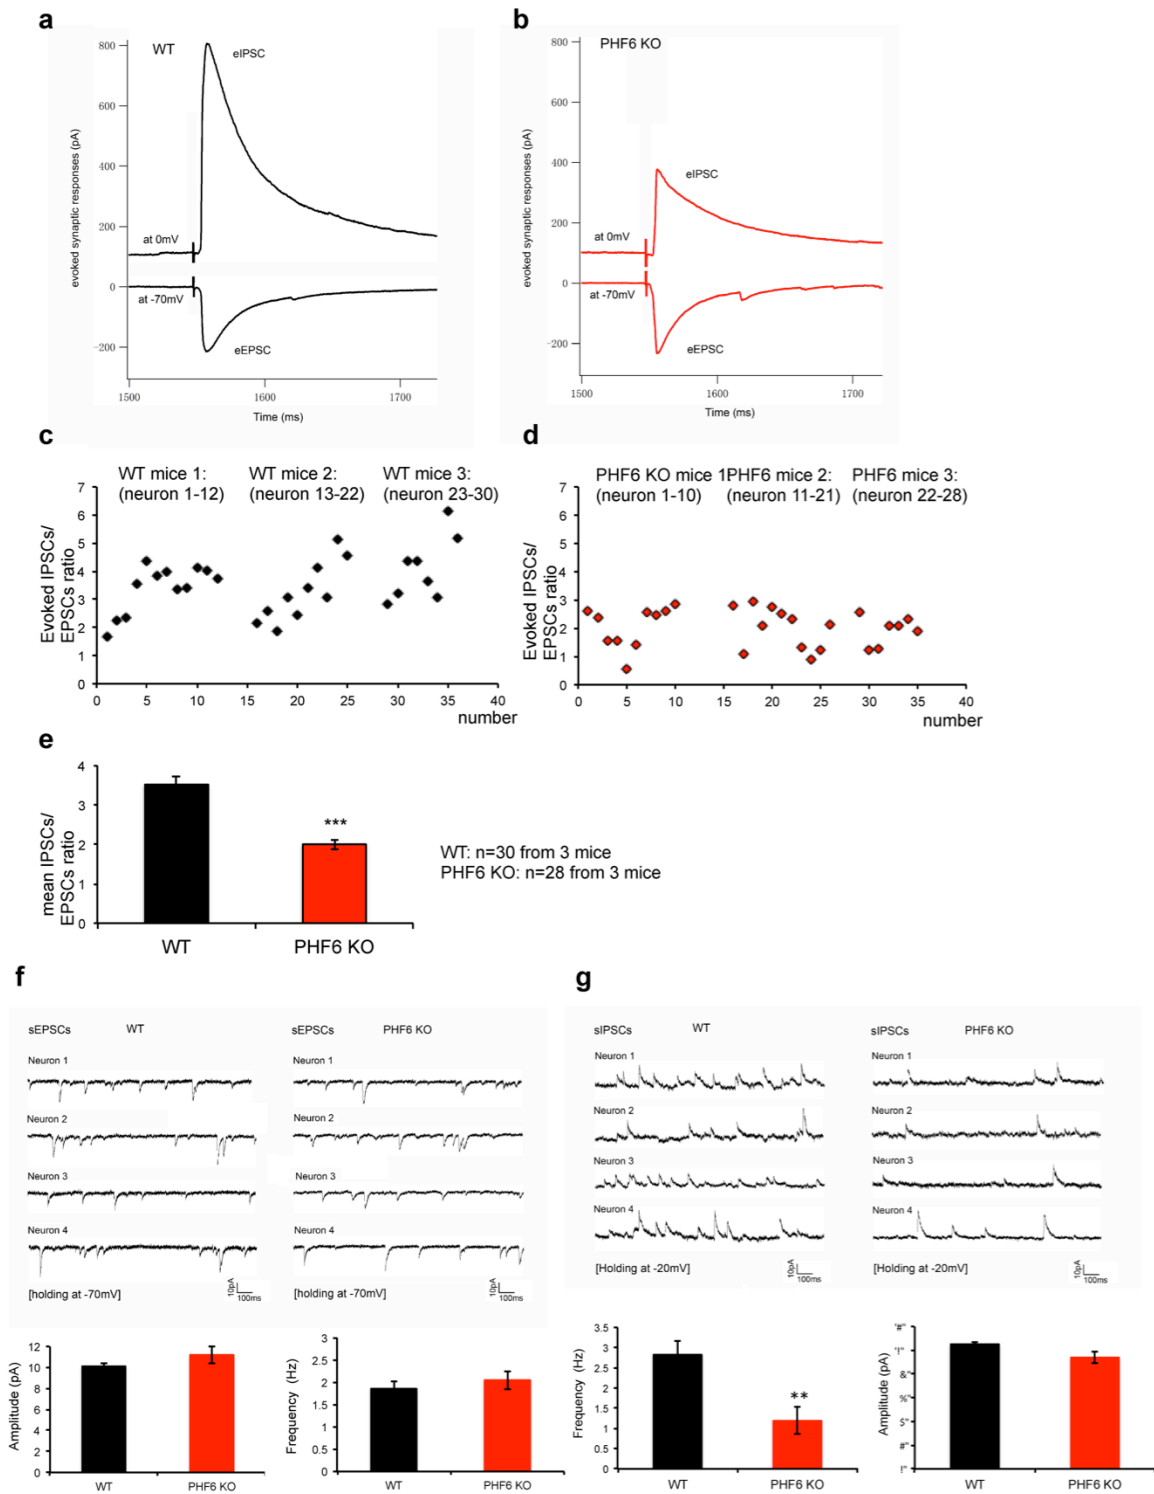 a
WT
eIPSC
evoked synaptic responses (pA)
800
600
400
200
0
-200
at 0mV
at -70mV
eEPSC
1500
1600
1700
Time (ms)
b
PHF6 KO
eIPSC
evoked synaptic responses (pA)
800
600
400
200
0
-200
at 0mV
at -70mV
eEPSC
1500
1600
1700
Time (ms)
c
WT mice 1:
(neuron 1-12)
WT mice 2:
(neuron 13-22)
WT mice 3:
(neuron 23-30)
Evoked IPSCs/
EPSCs ratio
7
6
5
4
3
2
1
0
0 5 10 15 20 25 30 35 40
number
d
PHF6 KO mice 1
(neuron 1-10)
PHF6 mice 2:
(neuron 11-21)
PHF6 mice 3:
(neuron 22-28)
Evoked IPSCs/
EPSCs ratio
7
6
5
4
3
2
1
0
0 5 10 15 20 25 30 35 40
number
e
mean IPSCs/
EPSCs ratio
4
3
2
1
0
***
WT
PHF6 KO
WT: n=30 from 3 mice
PHF6 KO: n=28 from 3 mice
f
sEPSCs WT
Neuron 1
Neuron 2
Neuron 3
Neuron 4
[holding at -70mV]
10pA
100ms
sEPSCs PHF6 KO
Neuron 1
Neuron 2
Neuron 3
Neuron 4
[holding at -70mV]
10pA
100ms
Amplitude (pA)
12
10
8
6
4
2
0
WT
PHF6 KO
Frequency (Hz)
3
2.5
2
1.5
1
0.5
0
WT
PHF6 KO
g
sIPSCs WT
Neuron 1
Neuron 2
Neuron 3
Neuron 4
[Holding at -20mV]
10pA
100ms
sIPSCs PHF6 KO
Neuron 1
Neuron 2
Neuron 3
Neuron 4
[Holding at -20mV]
10pA
100ms
Frequency (Hz)
3.5
3
2.5
2
1.5
1
0.5
0
**
WT
PHF6 KO
Amplitude (pA)
'#"
'!"
&"
%"
$"
#"
!"
WT
PHF6 KO